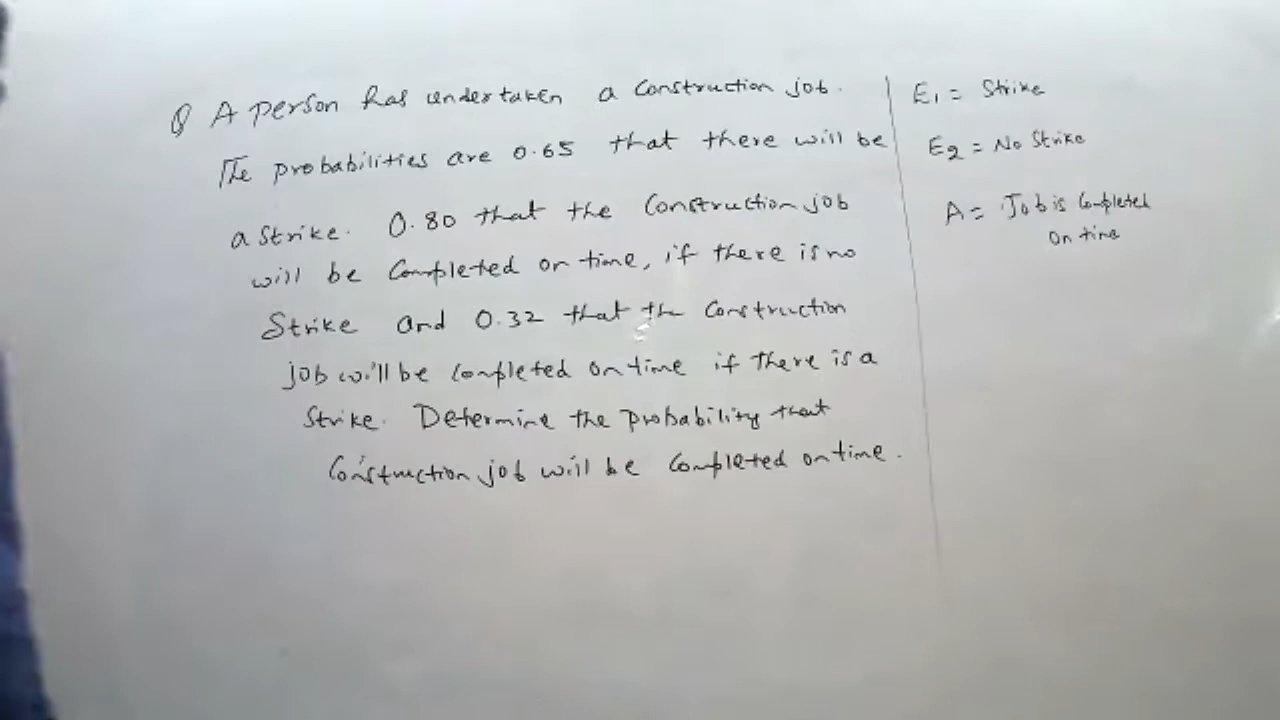 Q A person has undertaken a construction job.
The probabilities are 0.65 that there will be
a strike. 0.80 that the construction job
will be completed on time, if there is no
strike and 0.32 that the construction
job will be completed on time if there is a
strike. Determine the probability that
construction job will be completed on time.
E1 = Strike
E2 = No Strike
A = Job is Completed
on time